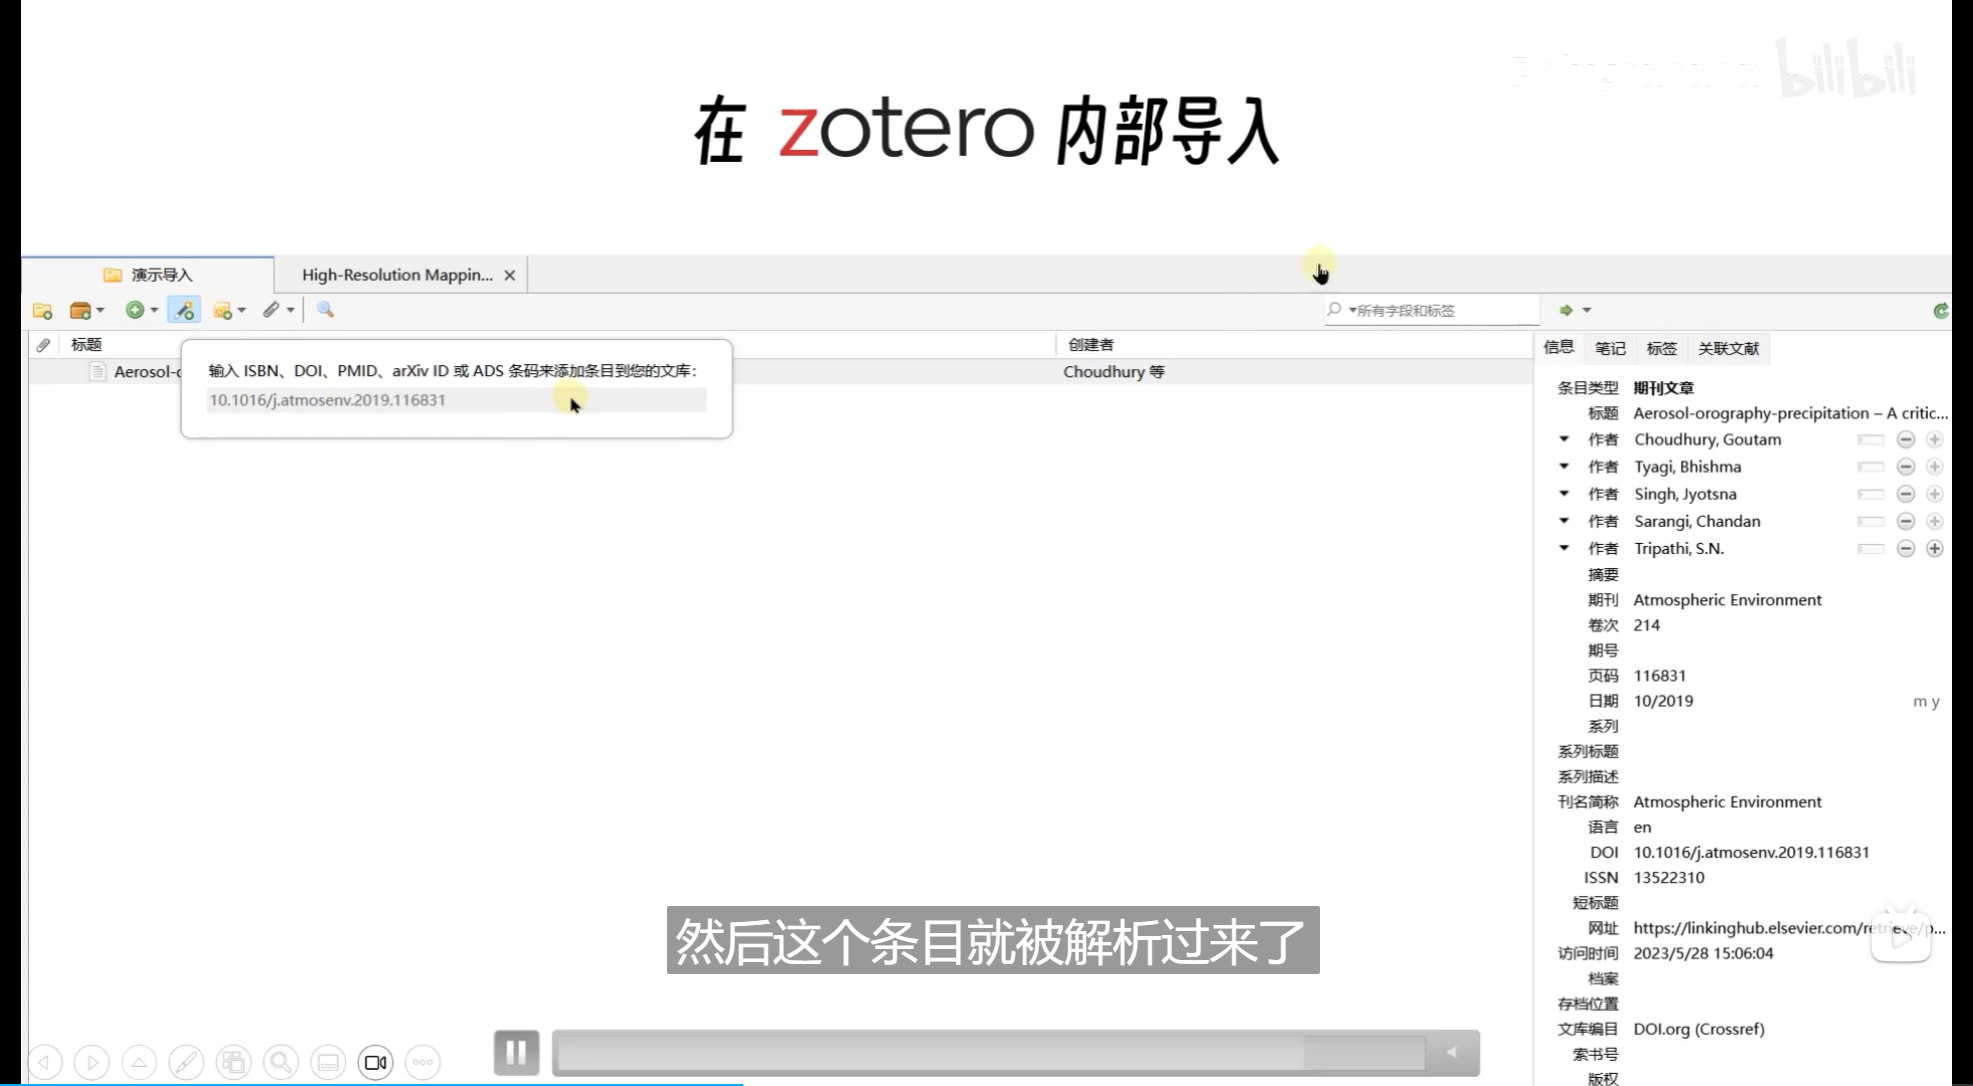 bilibili
在 zotero 内部导入
演示导入
High-Resolution Mappin...
所有字段和标签
标题
创建者
Aerosol-
Choudhury 等
输入 ISBN、DOI、PMID、arXiv ID 或 ADS 条码来添加条目到您的文库:
10.1016/j.atmosenv.2019.116831
信息 笔记 标签 关联文献
条目类型 期刊文章
标题 Aerosol-orography-precipitation – A critic...
作者 Choudhury, Goutam
作者 Tyagi, Bhishma
作者 Singh, Jyotsna
作者 Sarangi, Chandan
作者 Tripathi, S.N.
摘要
期刊 Atmospheric Environment
卷次 214
期号
页码 116831
日期 10/2019 m y
系列
系列标题
系列描述
刊名简称 Atmospheric Environment
语言 en
DOI 10.1016/j.atmosenv.2019.116831
ISSN 13522310
短标题
网址 https://linkinghub.elsevier.com/retrieve/p...
访问时间 2023/5/28 15:06:04
档案
存档位置
文库编目 DOI.org (Crossref)
索书号
版权
然后这个条目就被解析过来了